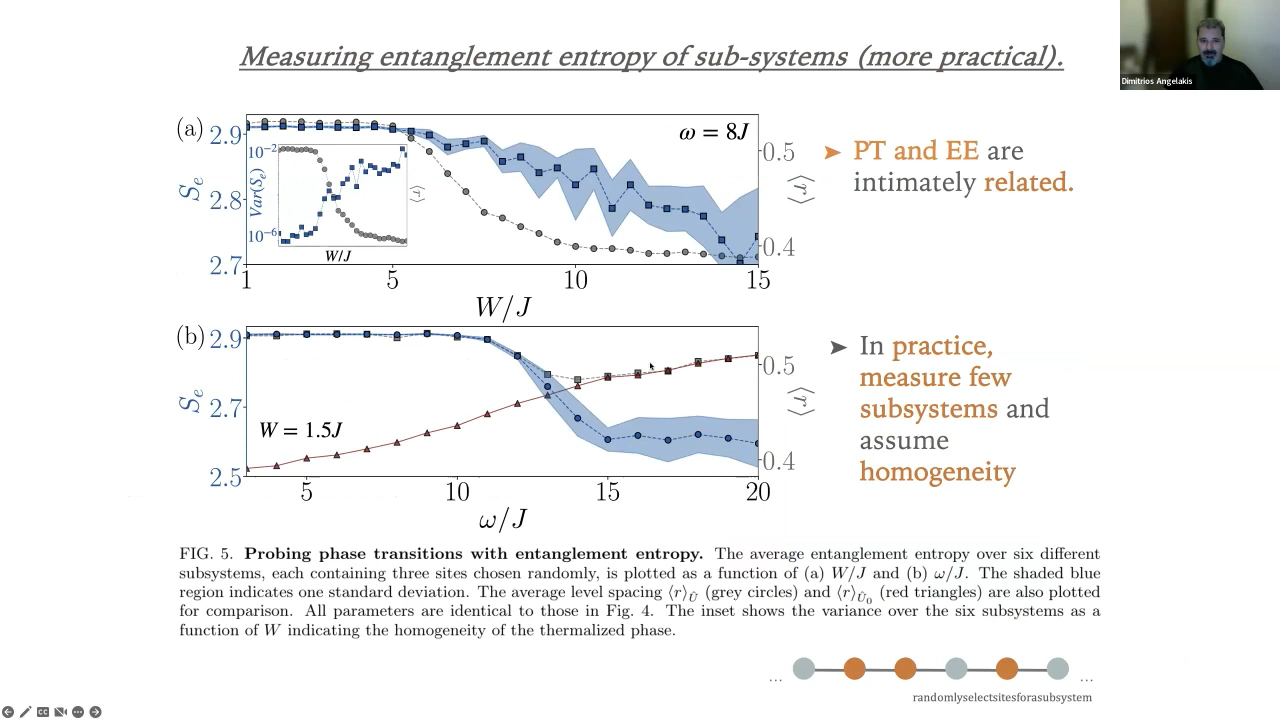 Measuring entanglement entropy of sub-systems (more practical).
Dimitrios Angelakis
(a)
2.9
2.8
2.7
S_e
ω = 8J
0.5
0.4
⟨r⟩
10^-2
10^-6
Var(S_e)
⟨r⟩
W/J
1 5 10 15
W/J
➤ PT and EE are
intimately related.
(b)
2.9
2.7
2.5
S_e
W = 1.5J
0.5
0.4
⟨r⟩
5 10 15 20
ω/J
➤ In practice,
measure few
subsystems and
assume
homogeneity
FIG. 5. Probing phase transitions with entanglement entropy. The average entanglement entropy over six different
subsystems, each containing three sites chosen randomly, is plotted as a function of (a) W/J and (b) ω/J. The shaded blue
region indicates one standard deviation. The average level spacing ⟨r⟩_Û (grey circles) and ⟨r⟩_Û₀ (red triangles) are also plotted
for comparison. All parameters are identical to those in Fig. 4. The inset shows the variance over the six subsystems as a
function of W indicating the homogeneity of the thermalized phase.
... ...
randomlyselectsitesforasubsystem
CC